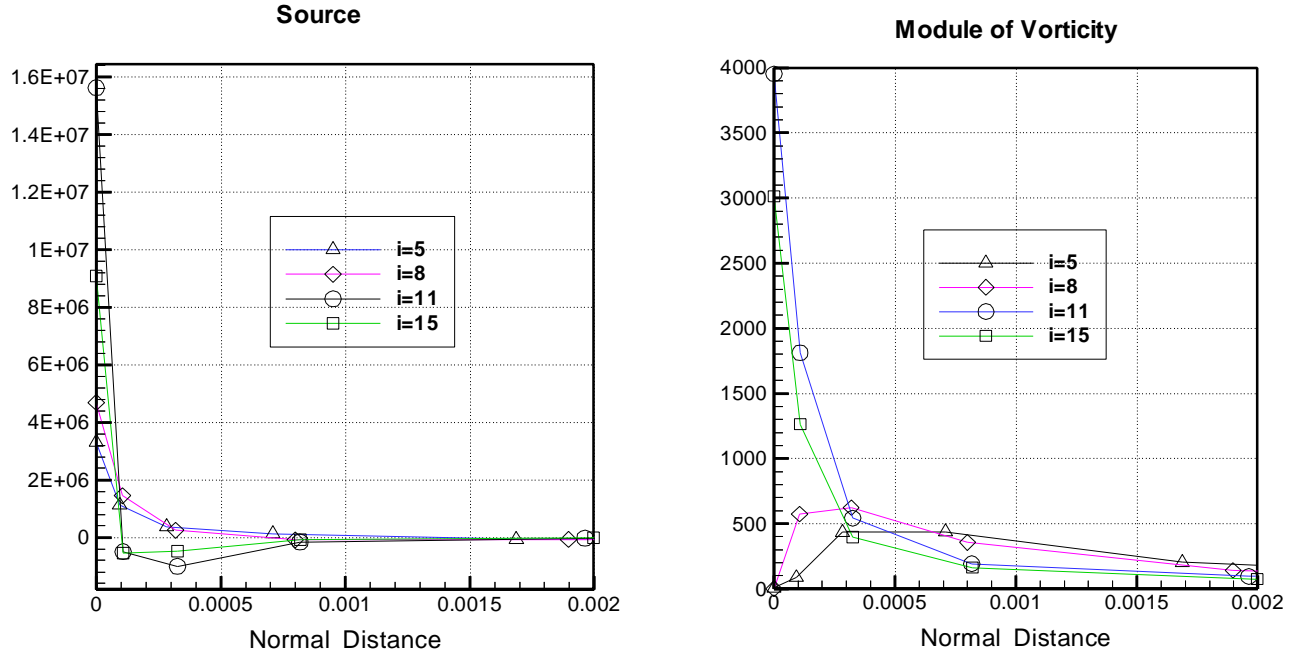 Source
1.6E+07
1.4E+07
1.2E+07
1E+07
8E+06
6E+06
4E+06
2E+06
0
i=5
i=8
i=11
i=15
0 0.0005 0.001 0.0015 0.002
Normal Distance
Module of Vorticity
4000
3500
3000
2500
2000
1500
1000
500
0
i=5
i=8
i=11
i=15
0 0.0005 0.001 0.0015 0.002
Normal Distance